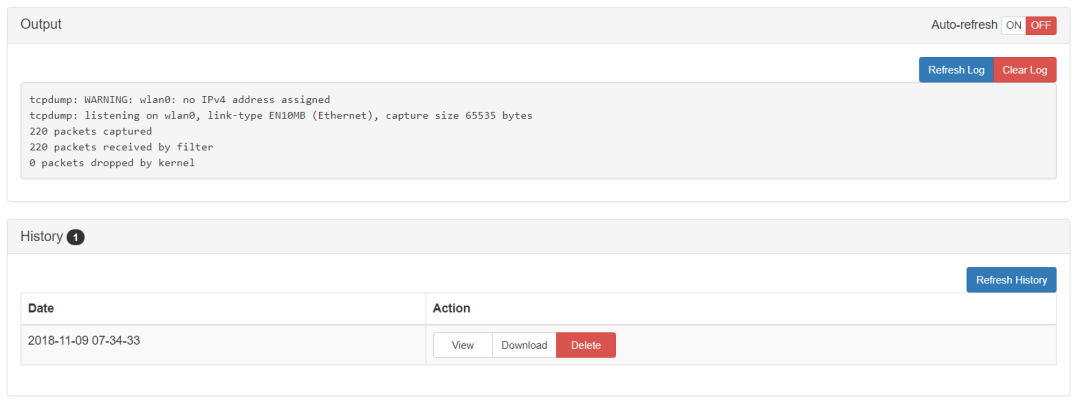 Output
Auto-refresh ON OFF
Refresh Log Clear Log
tcpdump: WARNING: wlan0: no IPv4 address assigned
tcpdump: listening on wlan0, link-type EN10MB (Ethernet), capture size 65535 bytes
220 packets captured
220 packets received by filter
0 packets dropped by kernel
History 1
Refresh History
Date Action
2018-11-09 07-34-33 View Download Delete